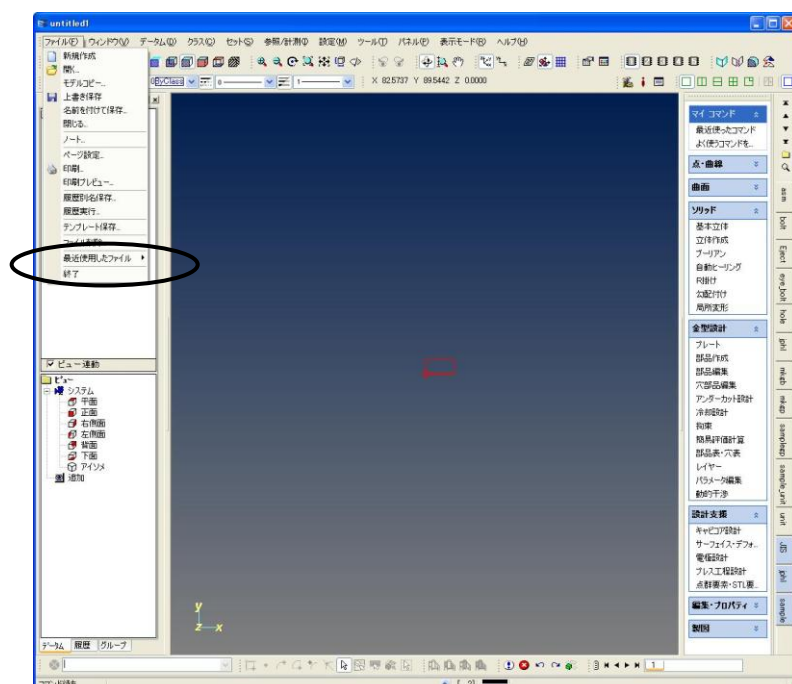 untitled1
ファイル(F) ウィンドウ(W) データム(D) クラス(C) セット(S) 参照/計測(I) 設定(M) ツール(T) パネル(P) 表示モード(R) ヘルプ(H)
ByClass 0 1 X 82.5737 Y 89.5442 Z 0.0000
新規作成
開く...
モデルコピー...
上書き保存
名前を付けて保存...
閉じる...
ノート...
ページ設定...
印刷...
印刷プレビュー...
履歴別名保存...
履歴実行...
テンプレート保存...
最近使用したファイル
終了
ビュー連動
ビュー
システム
平面
正面
右側面
左側面
背面
下面
アイソメ
追加
データム 履歴 グループ
y
z x
マイ コマンド
最近使ったコマンド
よく使うコマンドを...
点・曲線
曲面
ソリッド
基本立体
立体作成
ブーリアン
自動ヒーリング
R掛け
勾配付け
局所変形
金型設計
プレート
部品作成
部品編集
穴部品編集
アンダーカット設計
冷却設計
拘束
簡易評価計算
部品表・穴表
レイヤー
パラメータ編集
動的干渉
設計支援
キャビコア設計
サーフェイス・デフォ...
電極設計
プレス工程設計
点群要素・STL要...
編集・プロパティ
製図
asm
bolt
Eject
eye_bolt
hole
iphl
mkgb
mkgp
samplegp
sample_unit
unit
JIS
iphl
sample
1